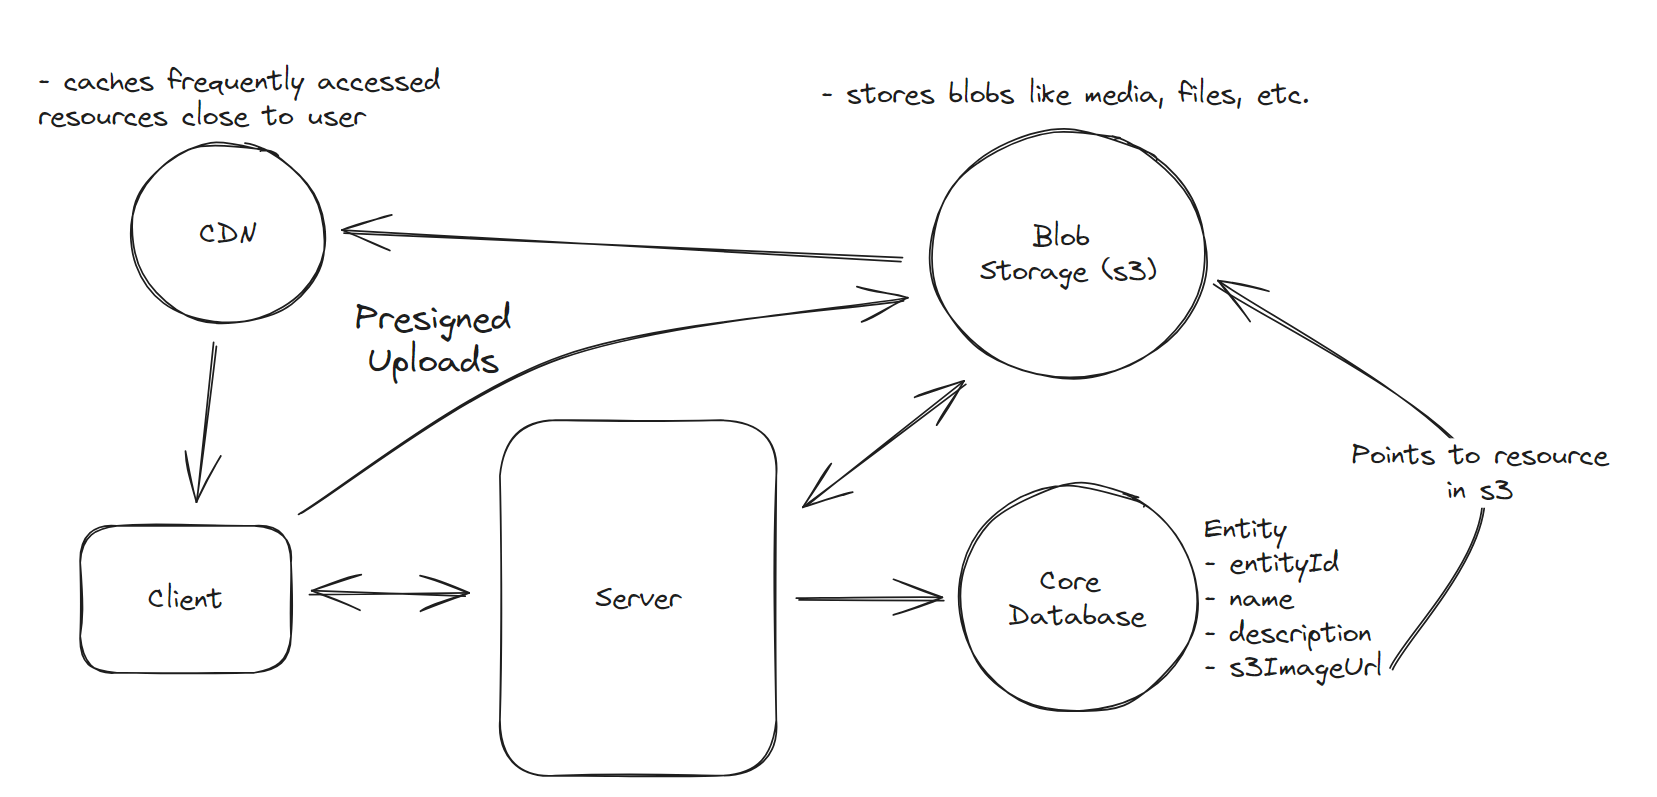 - caches frequently accessed
resources close to user
- stores blobs like media, files, etc.
CDN
Blob
Storage (s3)
Presigned
Uploads
Points to resource
in s3
Client
Server
Core
Database
Entity
- entityId
- name
- description
- s3ImageUrl